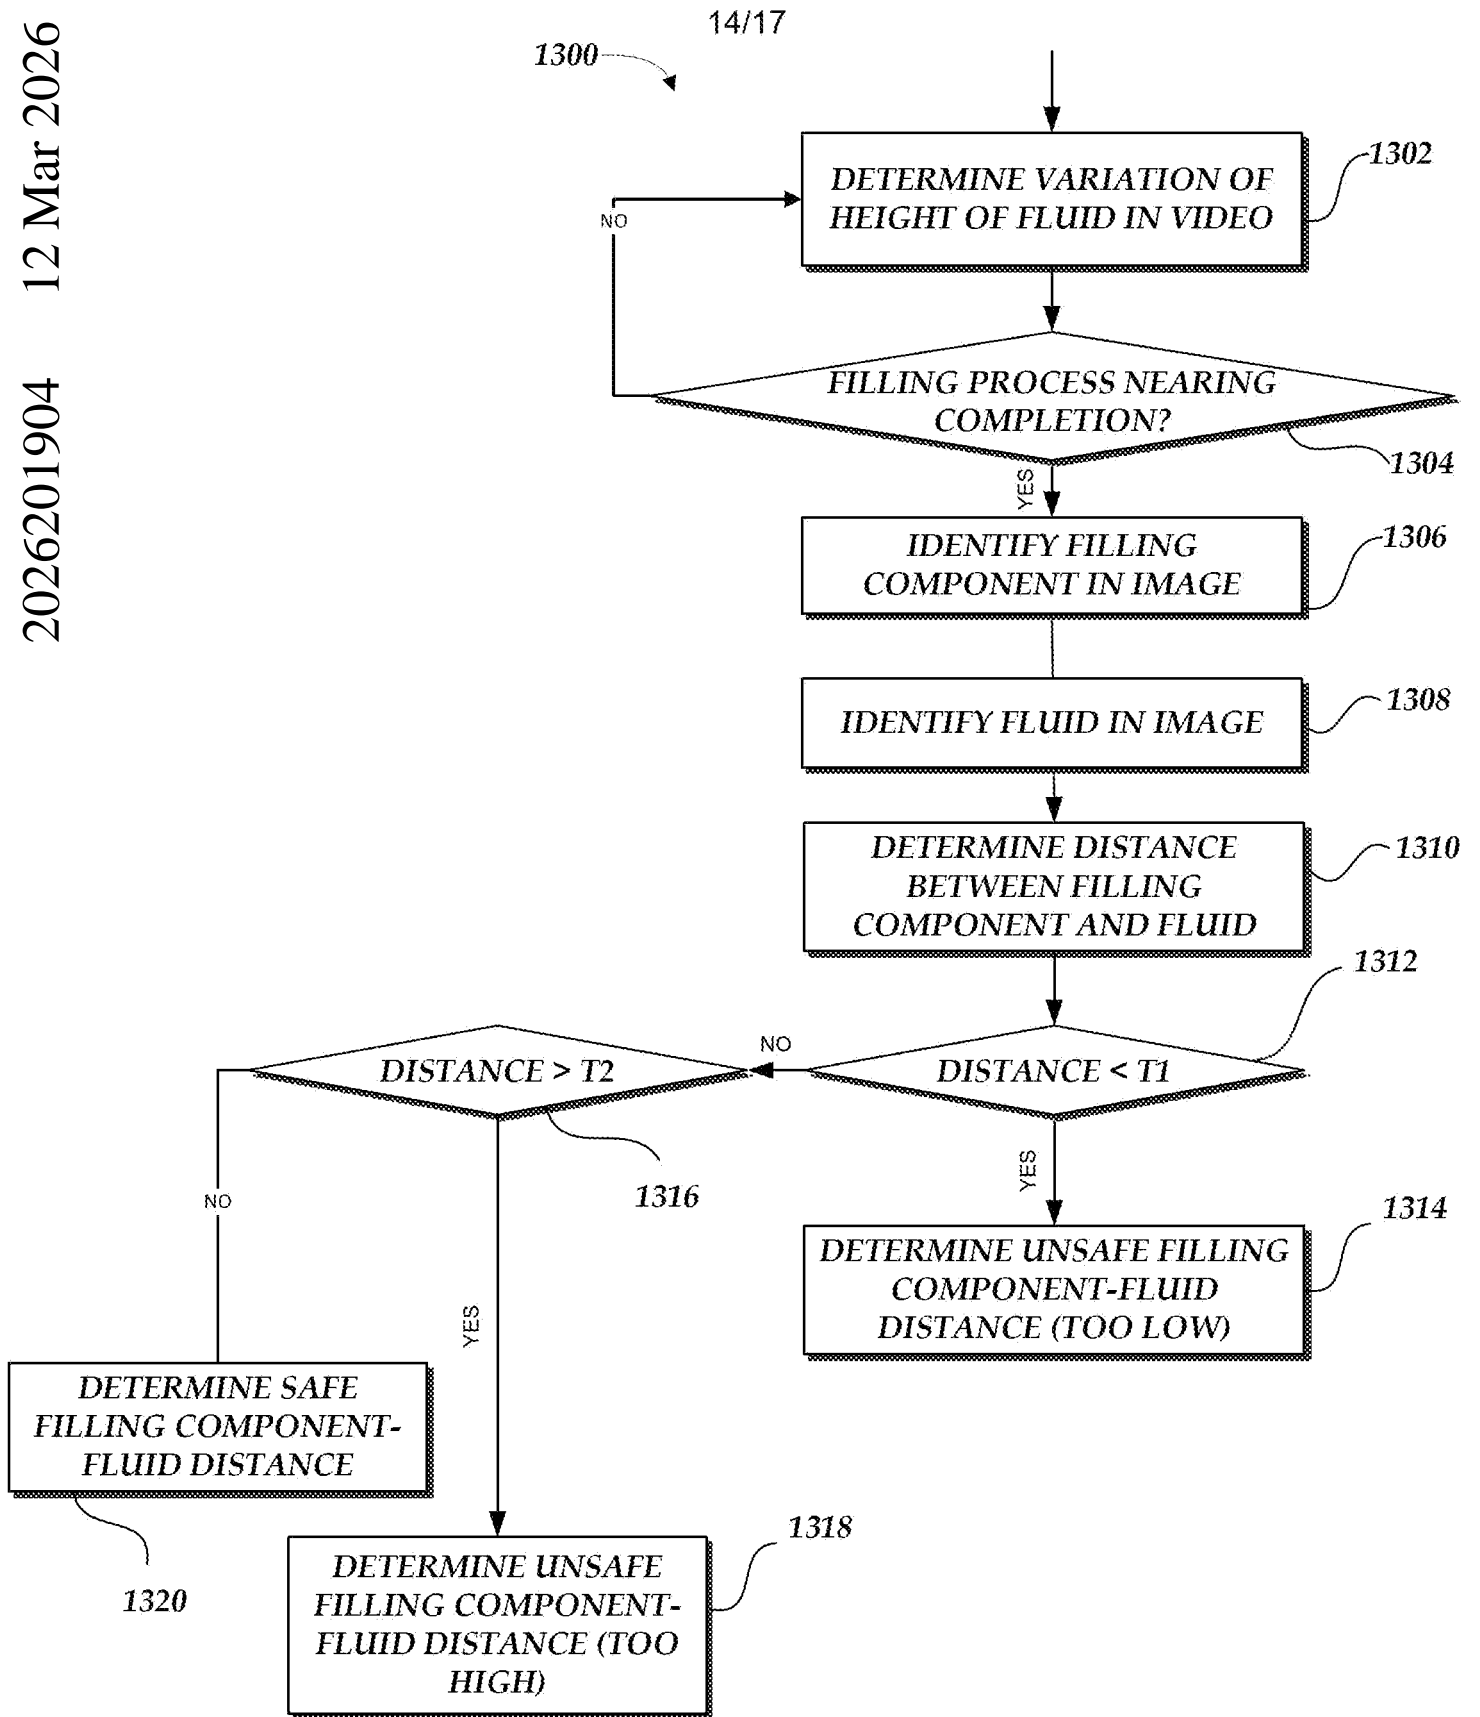 14/17
12 Mar 2026
2026201904
1300
DETERMINE VARIATION OF
HEIGHT OF FLUID IN VIDEO
1302
NO
FILLING PROCESS NEARING
COMPLETION?
1304
YES
IDENTIFY FILLING
COMPONENT IN IMAGE
1306
IDENTIFY FLUID IN IMAGE
1308
DETERMINE DISTANCE
BETWEEN FILLING
COMPONENT AND FLUID
1310
DISTANCE < T1
1312
NO
DISTANCE > T2
1316
YES
DETERMINE UNSAFE FILLING
COMPONENT-FLUID
DISTANCE (TOO LOW)
1314
NO
YES
DETERMINE SAFE
FILLING COMPONENT-
FLUID DISTANCE
1320
DETERMINE UNSAFE
FILLING COMPONENT-
FLUID DISTANCE (TOO
HIGH)
1318